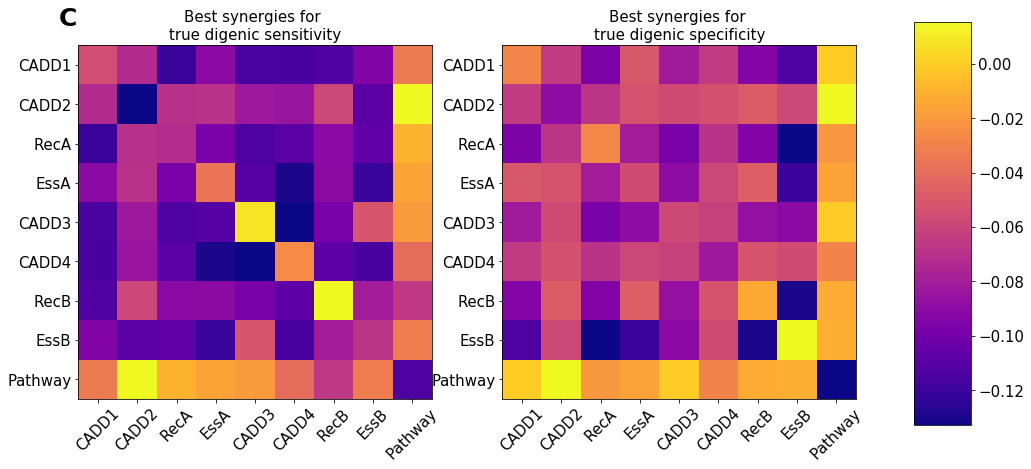 C
Best synergies for
true digenic sensitivity
CADD1
CADD2
RecA
EssA
CADD3
CADD4
RecB
EssB
Pathway
CADD1
CADD2
RecA
EssA
CADD3
CADD4
RecB
EssB
Pathway
Best synergies for
true digenic specificity
CADD1
CADD2
RecA
EssA
CADD3
CADD4
RecB
EssB
Pathway
CADD1
CADD2
RecA
EssA
CADD3
CADD4
RecB
EssB
Pathway
0.00
−0.02
−0.04
−0.06
−0.08
−0.10
−0.12